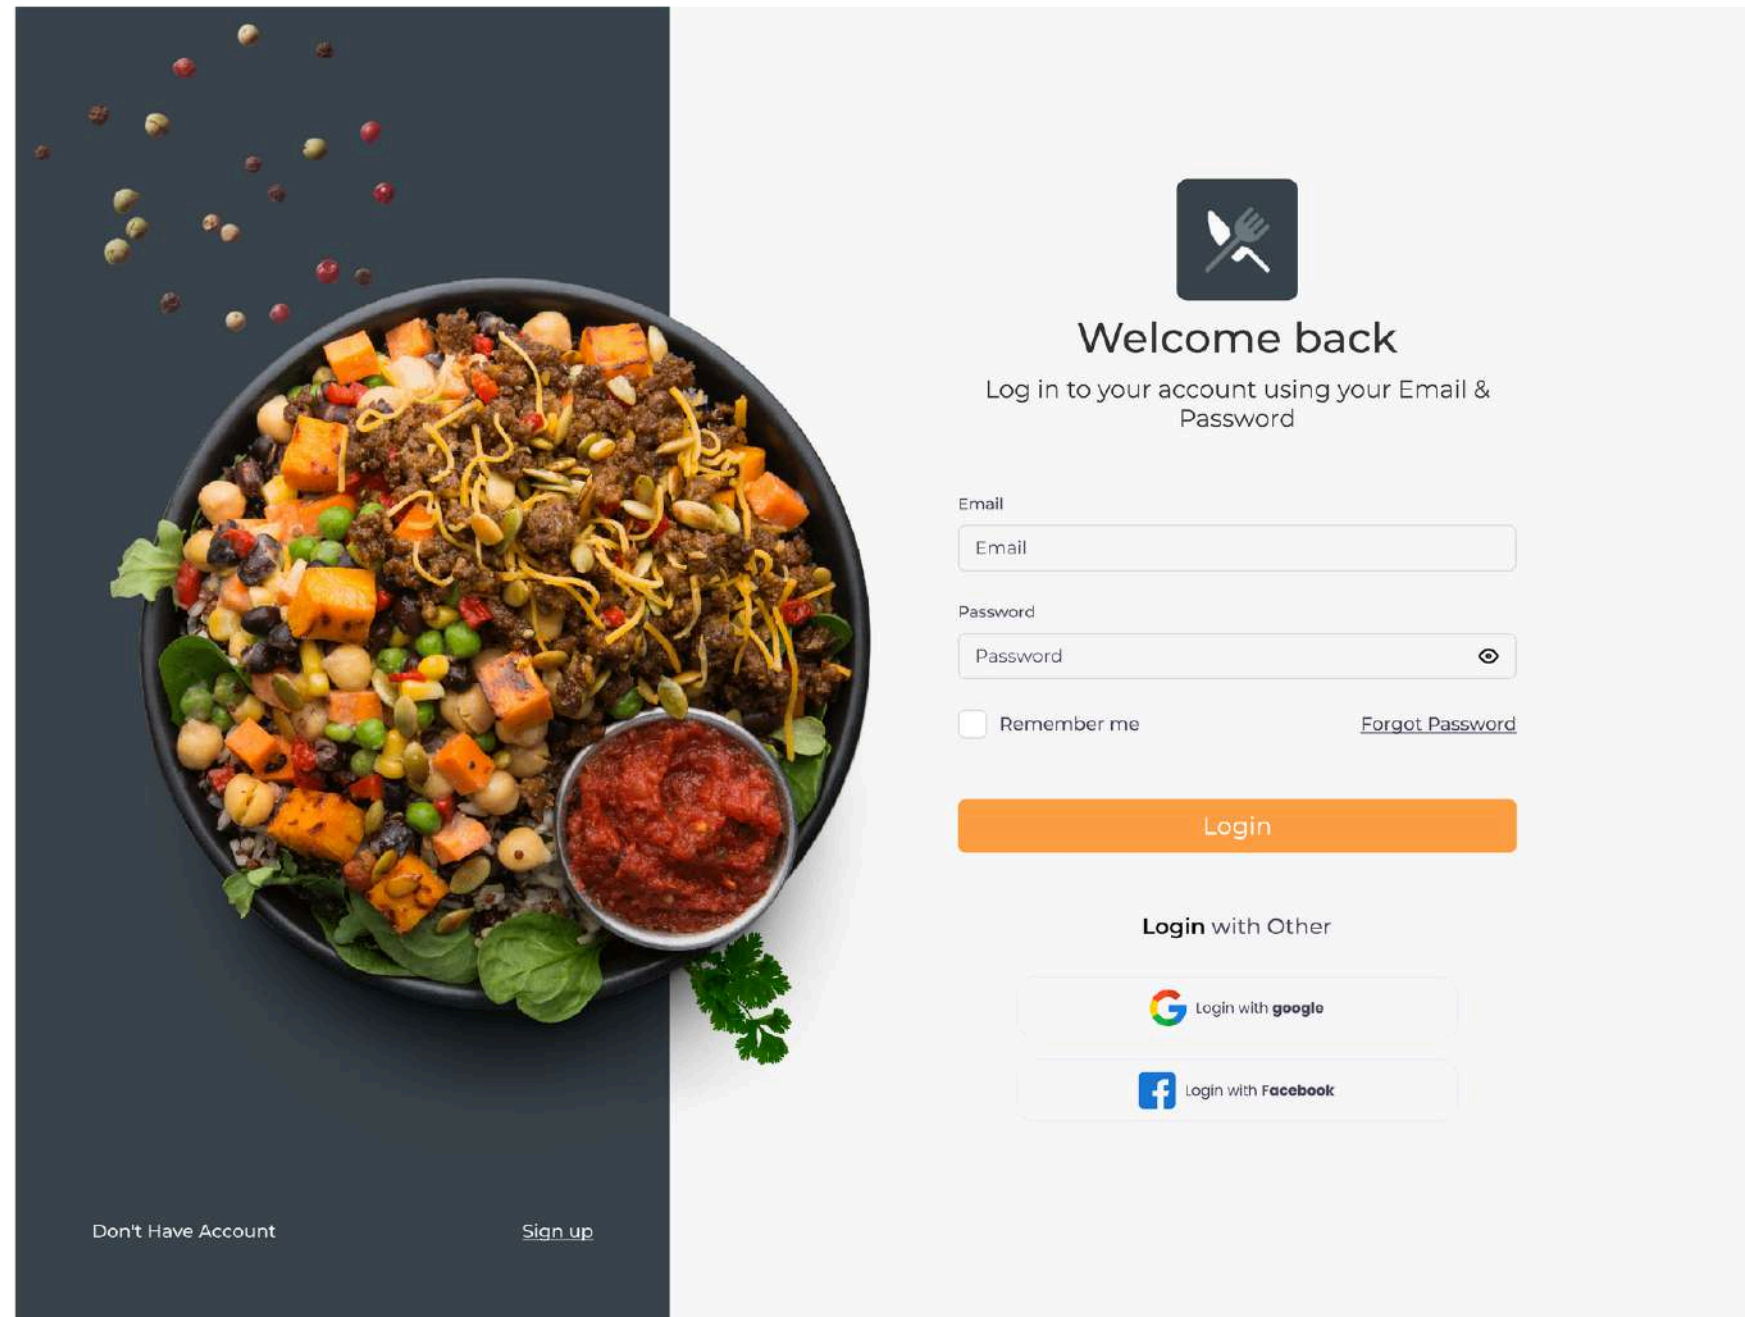 Welcome back
Log in to your account using your Email &
Password
Email
Email
Password
Password
Remember me
Forgot Password
Login
Login with Other
Login with google
Login with Facebook
Don't Have Account
Sign up